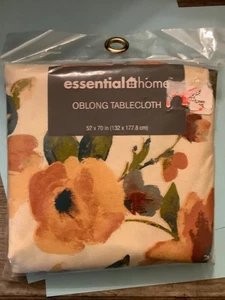 essential home
OBLONG TABLECLOTH
52 x 70 in (132 x 177.8 cm)